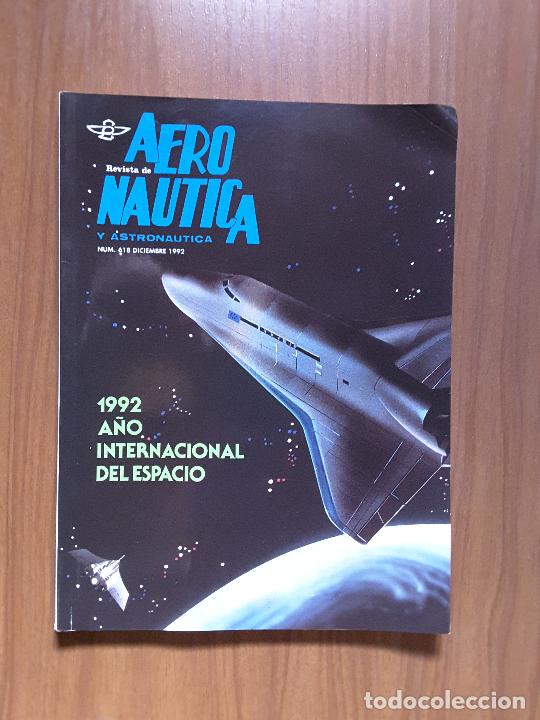 AERO
Revista de
NAUTICA
Y ASTRONAUTICA
NUM. 618 DICIEMBRE 1992
1992
AÑO
INTERNACIONAL
DEL ESPACIO
todocoleccion